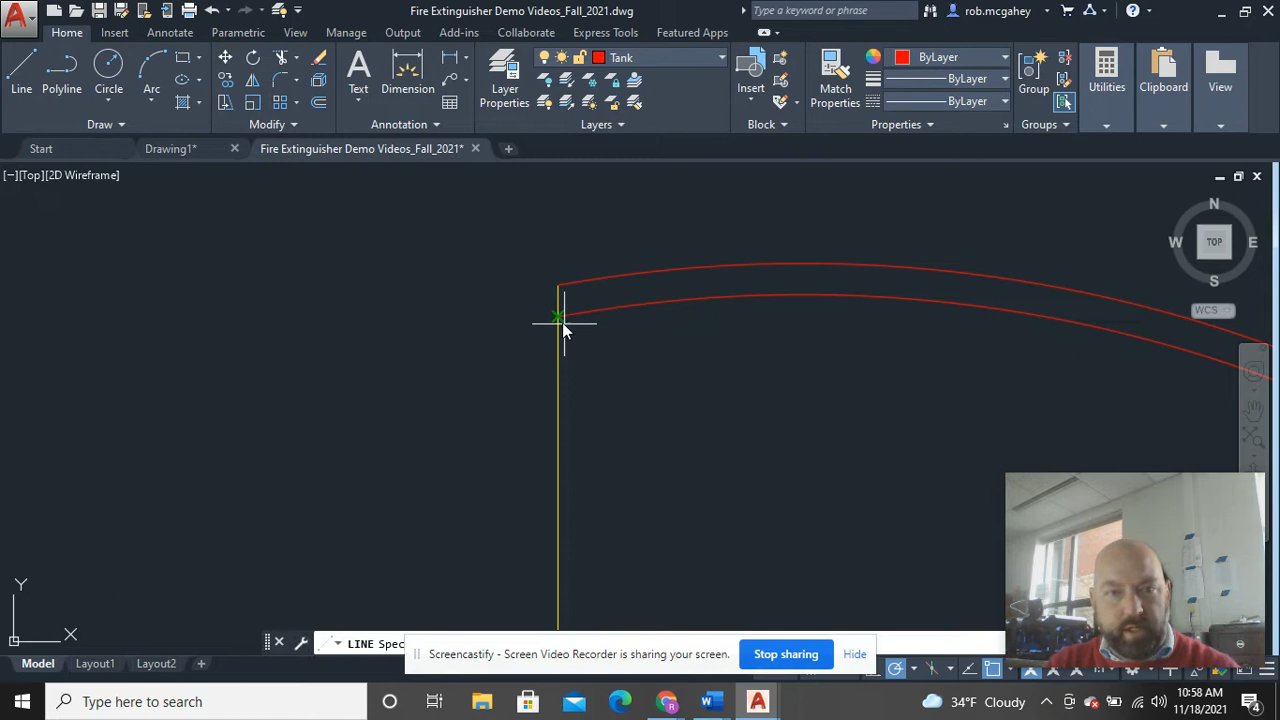 Fire Extinguisher Demo Videos_Fall_2021.dwg
Type a keyword or phrase
rob.mcgahey
Home Insert Annotate Parametric View Manage Output Add-ins Collaborate Express Tools Featured Apps
Tank
ByLayer
ByLayer
ByLayer
Line Polyline Circle Arc Text Dimension Layer Properties Insert Match Properties Group Utilities Clipboard View
Draw Modify Annotation Layers Block Properties Groups
Start Drawing1* Fire Extinguisher Demo Videos_Fall_2021*
[−][Top][2D Wireframe]
N
W TOP E
S
WCS
Y
X
LINE Spec
Screencastify - Screen Video Recorder is sharing your screen. Stop sharing Hide
Model Layout1 Layout2
Type here to search
34°F Cloudy
10:58 AM
11/18/2021
4